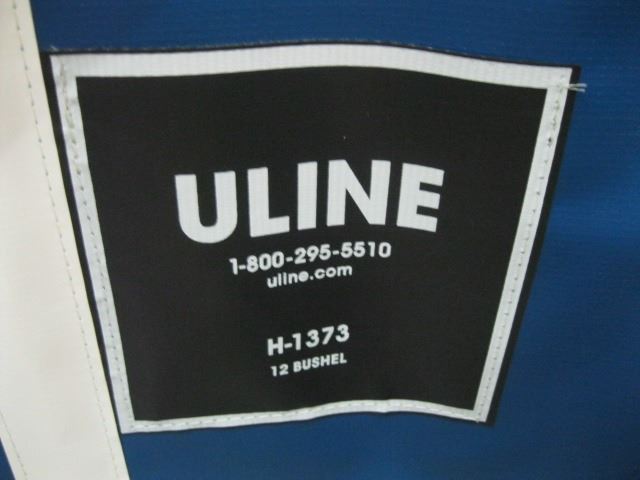 ULINE
1-800-295-5510
uline.com
H-1373
12 BUSHEL